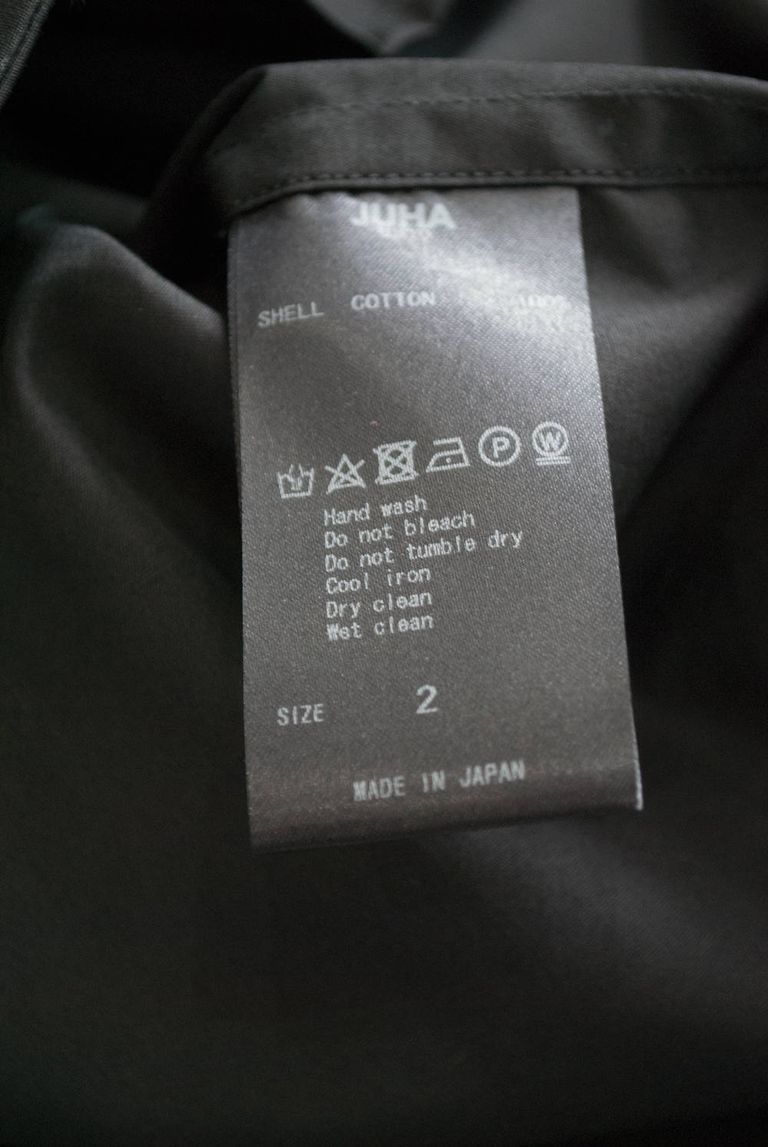 JUHA
SHELL COTTON 100%
P W
Hand wash
Do not bleach
Do not tumble dry
Cool iron
Dry clean
Wet clean
SIZE 2
MADE IN JAPAN